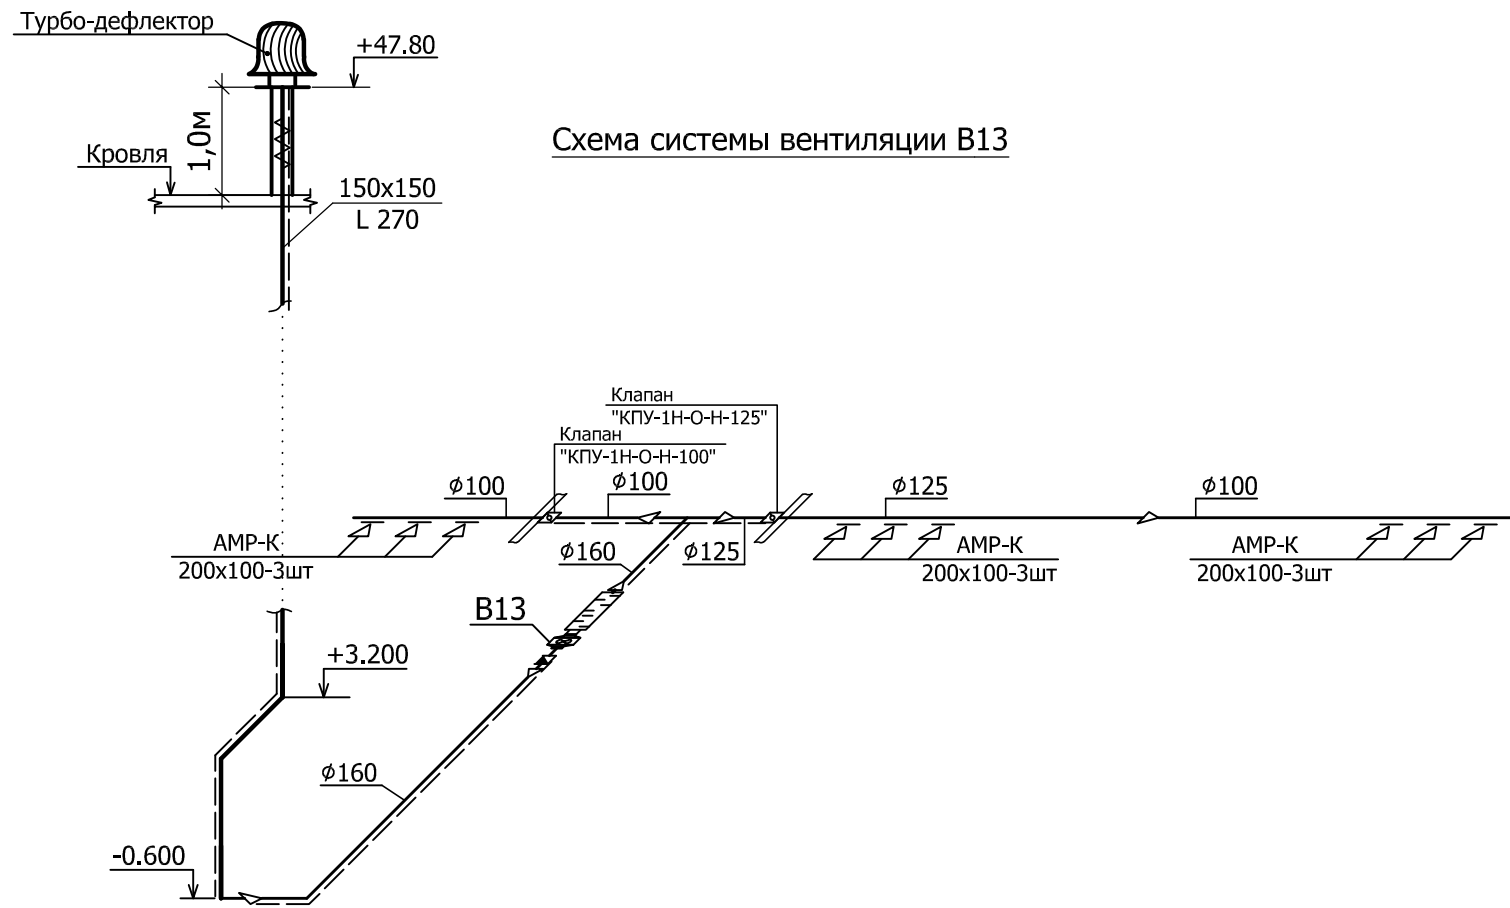 Турбо-дефлектор
+47.80
Схема системы вентиляции В13
1,0м
Кровля
150x150
L 270
Клапан
"КПУ-1Н-О-Н-125"
Клапан
"КПУ-1Н-О-Н-100"
ϕ100
ϕ100
ϕ125
ϕ100
АМР-К
200x100-3шт
ϕ160
ϕ125
АМР-К
200x100-3шт
АМР-К
200x100-3шт
В13
+3.200
ϕ160
-0.600